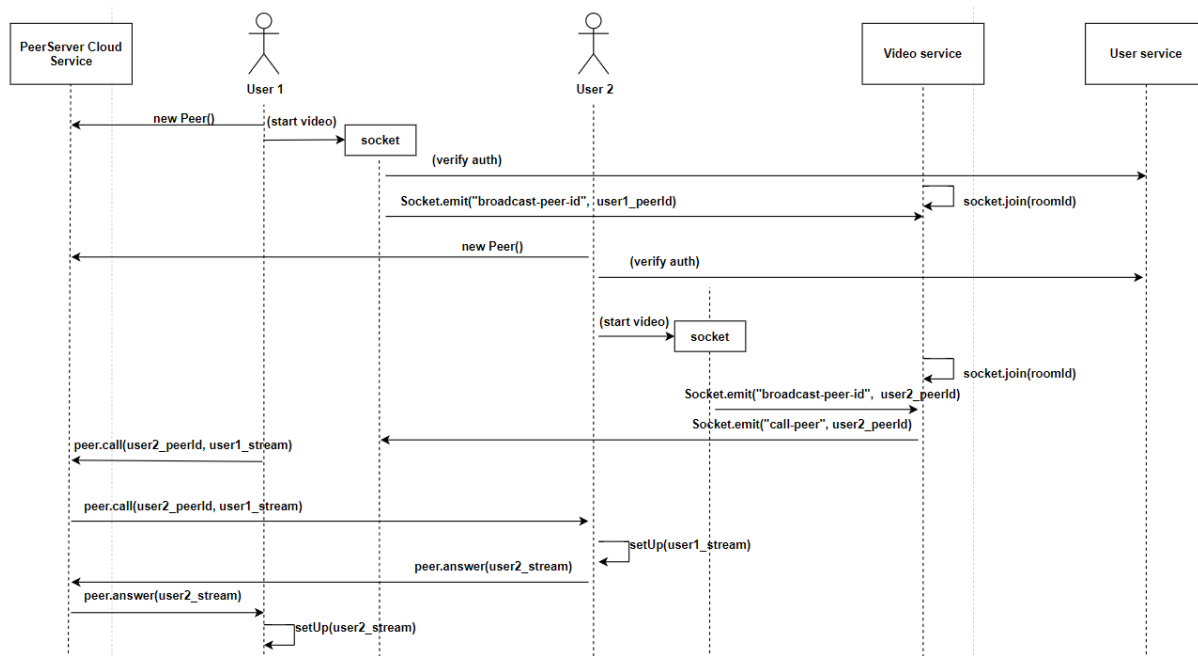 PeerServer Cloud
Service
User 1
User 2
Video service
User service
new Peer()
(start video)
socket
(verify auth)
Socket.emit("broadcast-peer-id", user1_peerId)
socket.join(roomId)
new Peer()
(verify auth)
(start video)
socket
socket.join(roomId)
Socket.emit("broadcast-peer-id", user2_peerId)
Socket.emit("call-peer", user2_peerId)
peer.call(user2_peerId, user1_stream)
peer.call(user2_peerId, user1_stream)
setUp(user1_stream)
peer.answer(user2_stream)
peer.answer(user2_stream)
setUp(user2_stream)